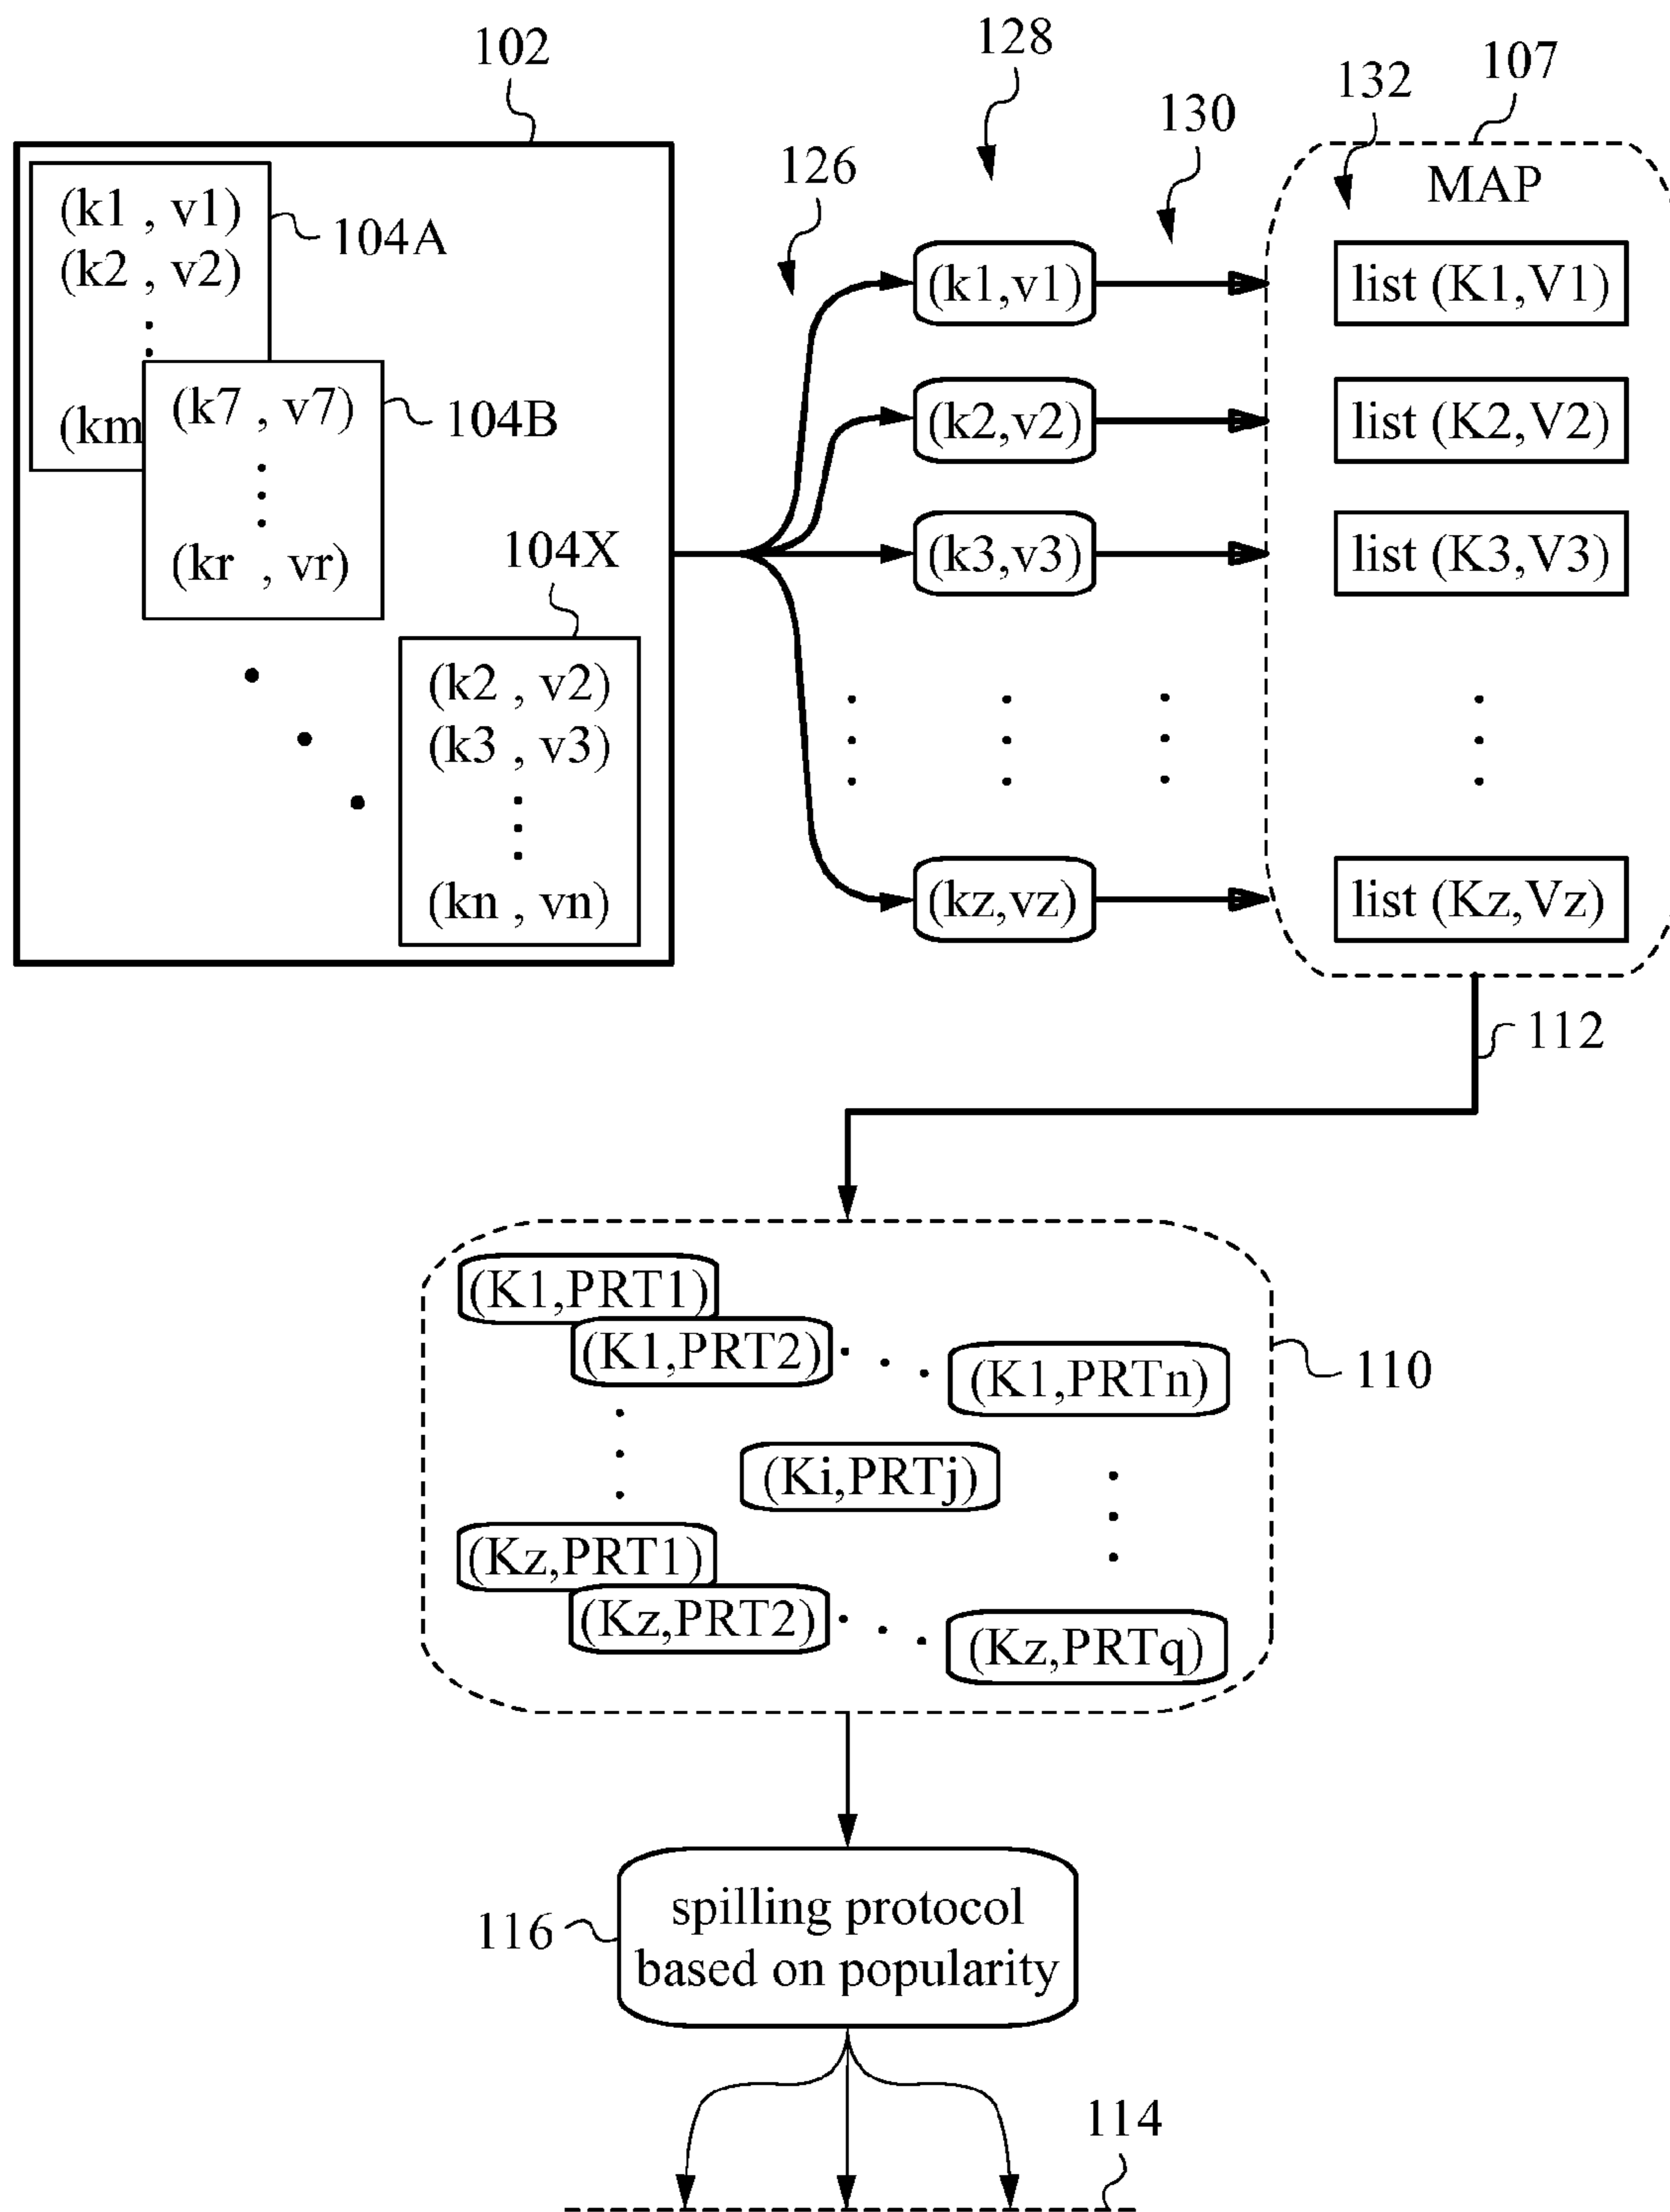 102
128
107
132
130
126
MAP
(k1 , v1)
(k2 , v2)
104A
(km
(k7 , v7)
104B
(kr , vr)
104X
(k2 , v2)
(k3 , v3)
(kn , vn)
(k1,v1)
list (K1,V1)
(k2,v2)
list (K2,V2)
(k3,v3)
list (K3,V3)
(kz,vz)
list (Kz,Vz)
112
(K1,PRT1)
(K1,PRT2)
(K1,PRTn)
110
(Ki,PRTj)
(Kz,PRT1)
(Kz,PRT2)
(Kz,PRTq)
116
spilling protocol
based on popularity
114